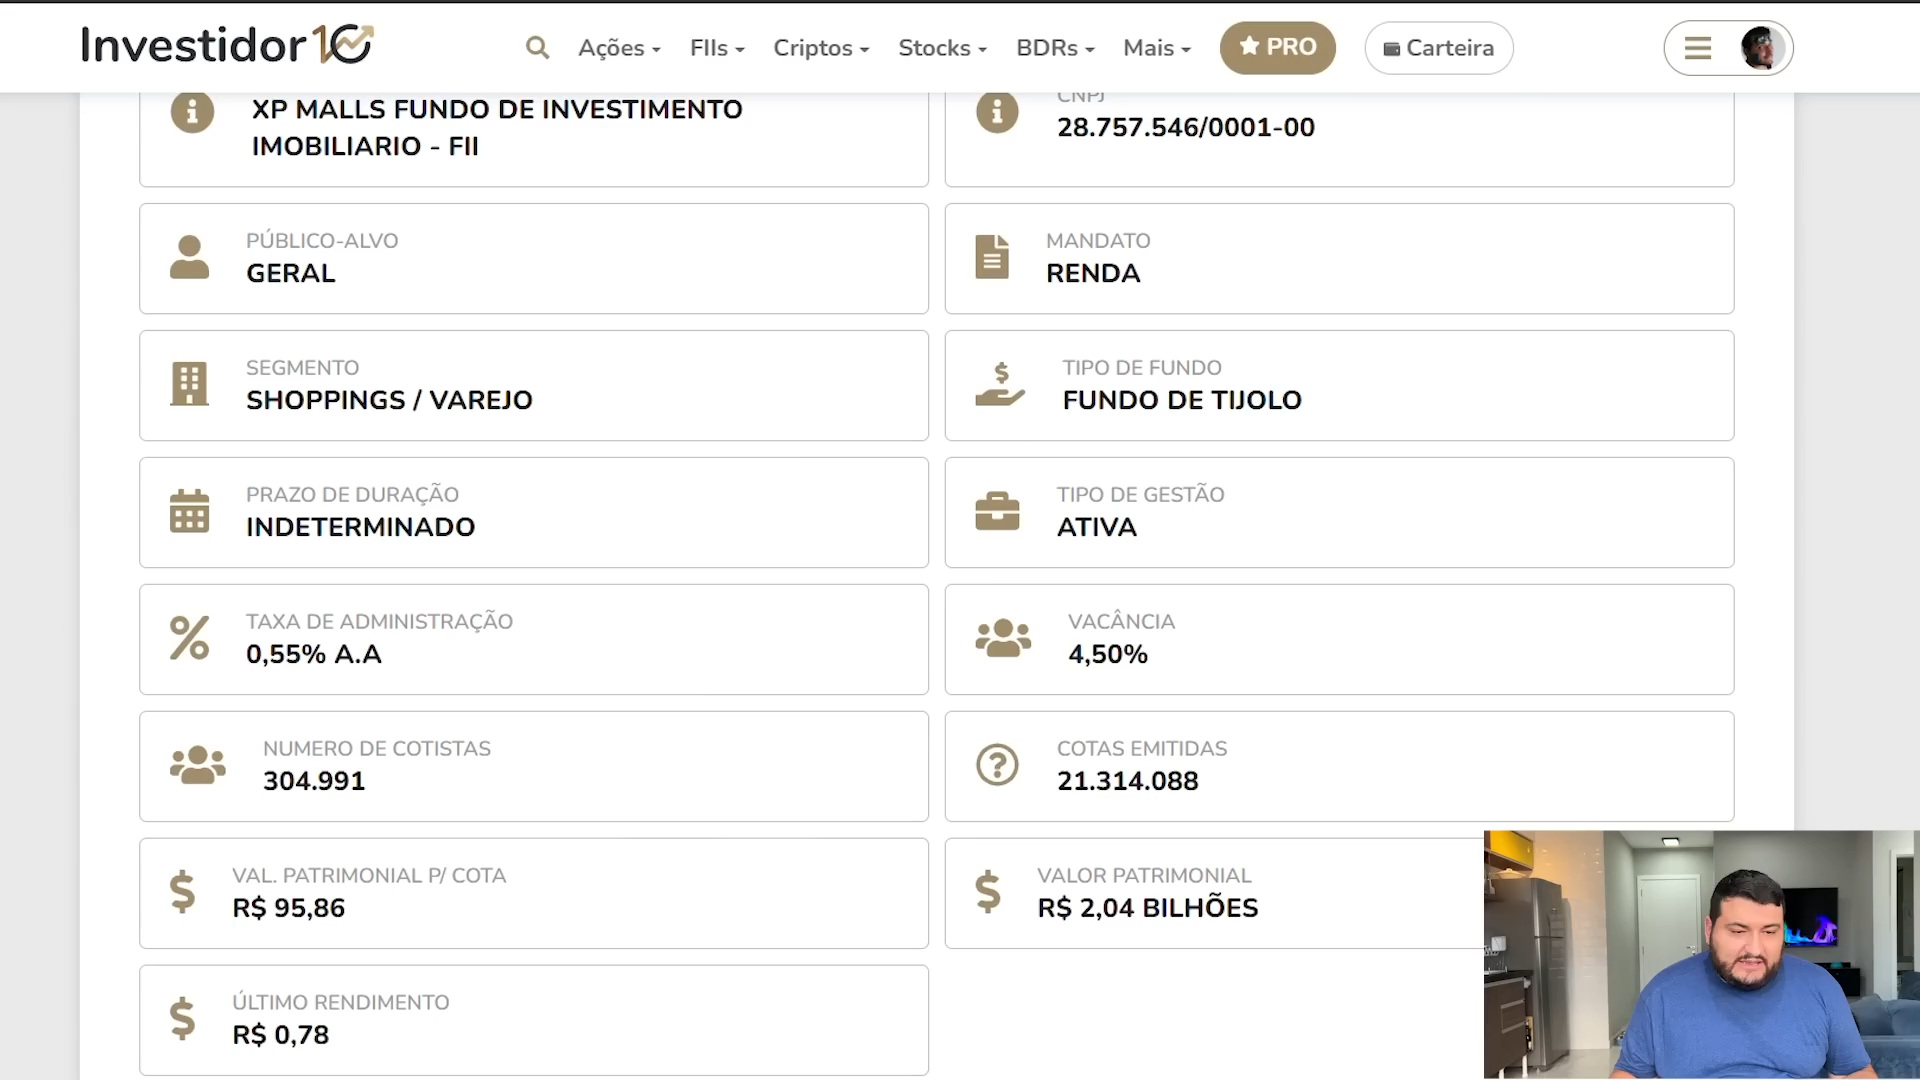 Investidor 10
Ações
FIIs
Criptos
Stocks
BDRs
Mais
PRO
Carteira
XP MALLS FUNDO DE INVESTIMENTO
IMOBILIARIO - FII
CNPJ
28.757.546/0001-00
PÚBLICO-ALVO
GERAL
MANDATO
RENDA
SEGMENTO
SHOPPINGS / VAREJO
TIPO DE FUNDO
FUNDO DE TIJOLO
PRAZO DE DURAÇÃO
INDETERMINADO
TIPO DE GESTÃO
ATIVA
TAXA DE ADMINISTRAÇÃO
0,55% A.A
VACÂNCIA
4,50%
NUMERO DE COTISTAS
304.991
COTAS EMITIDAS
21.314.088
VAL. PATRIMONIAL P/ COTA
R$ 95,86
VALOR PATRIMONIAL
R$ 2,04 BILHÕES
ÚLTIMO RENDIMENTO
R$ 0,78